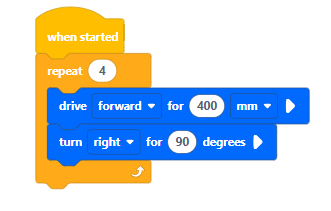 when started
repeat 4
drive forward for 400 mm
turn right for 90 degrees